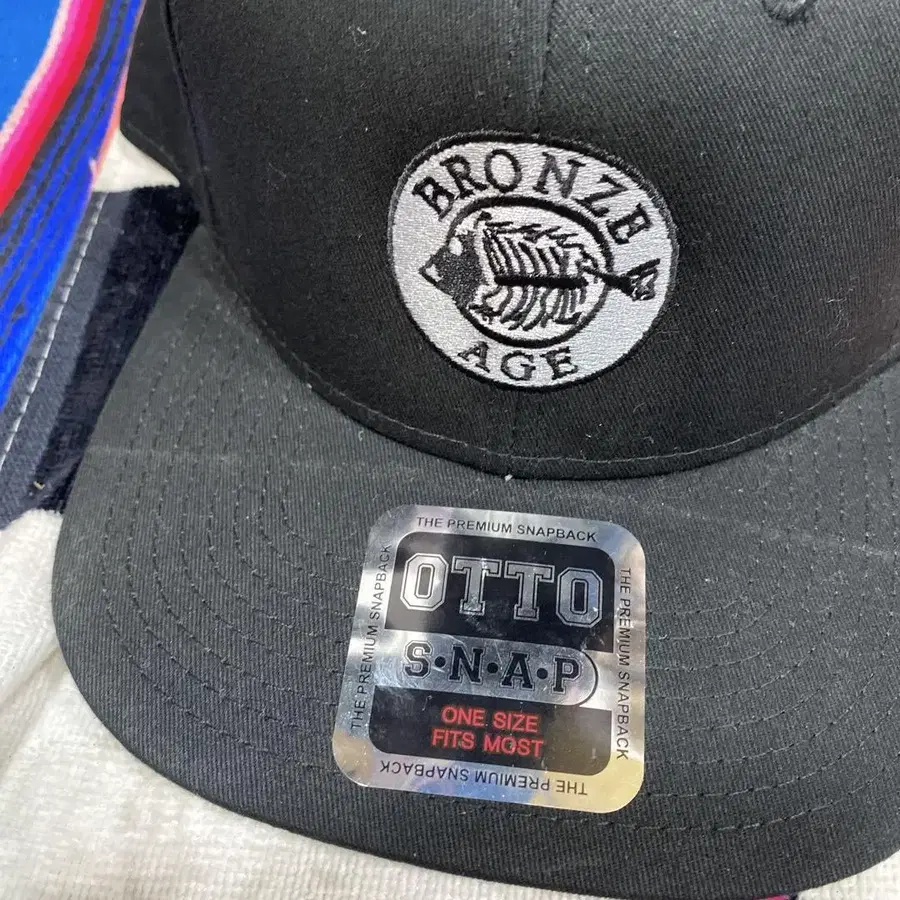 BRONZE
AGE
THE PREMIUM SNAPBACK
OTTO
S·N·A·P
ONE SIZE
FITS MOST
THE PREMIUM SNAPBACK
THE PREMIUM SNAPBACK
THE PREMIUM SNAPBACK